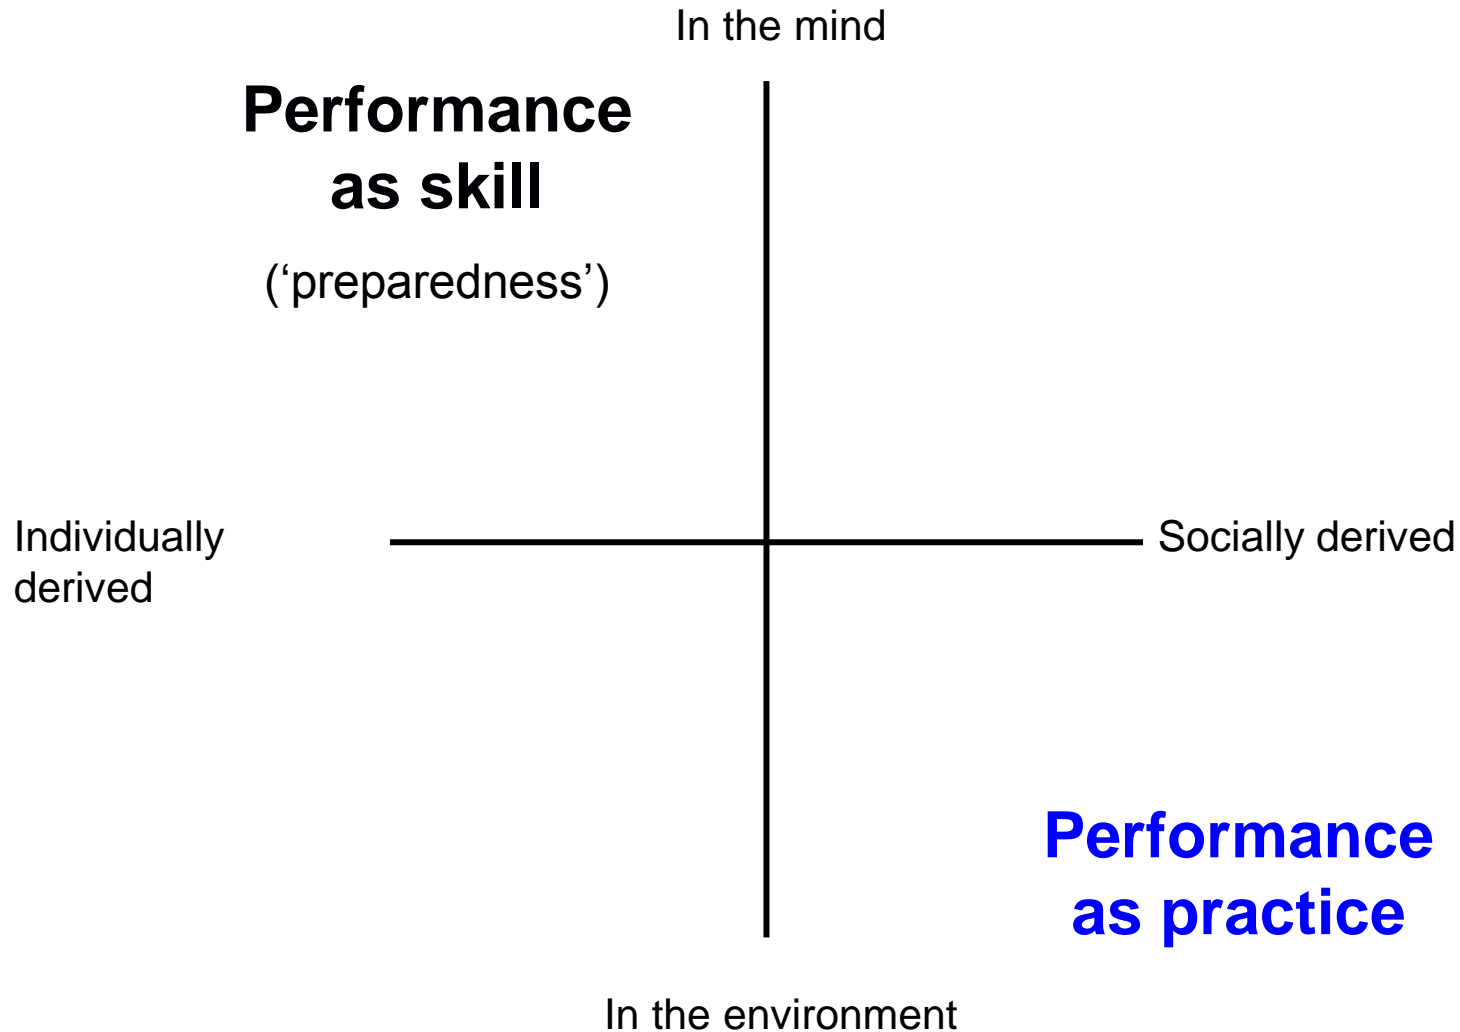 In the mind
Performance
as skill
(‘preparedness’)
Individually
derived
Socially derived
Performance
as practice
In the environment